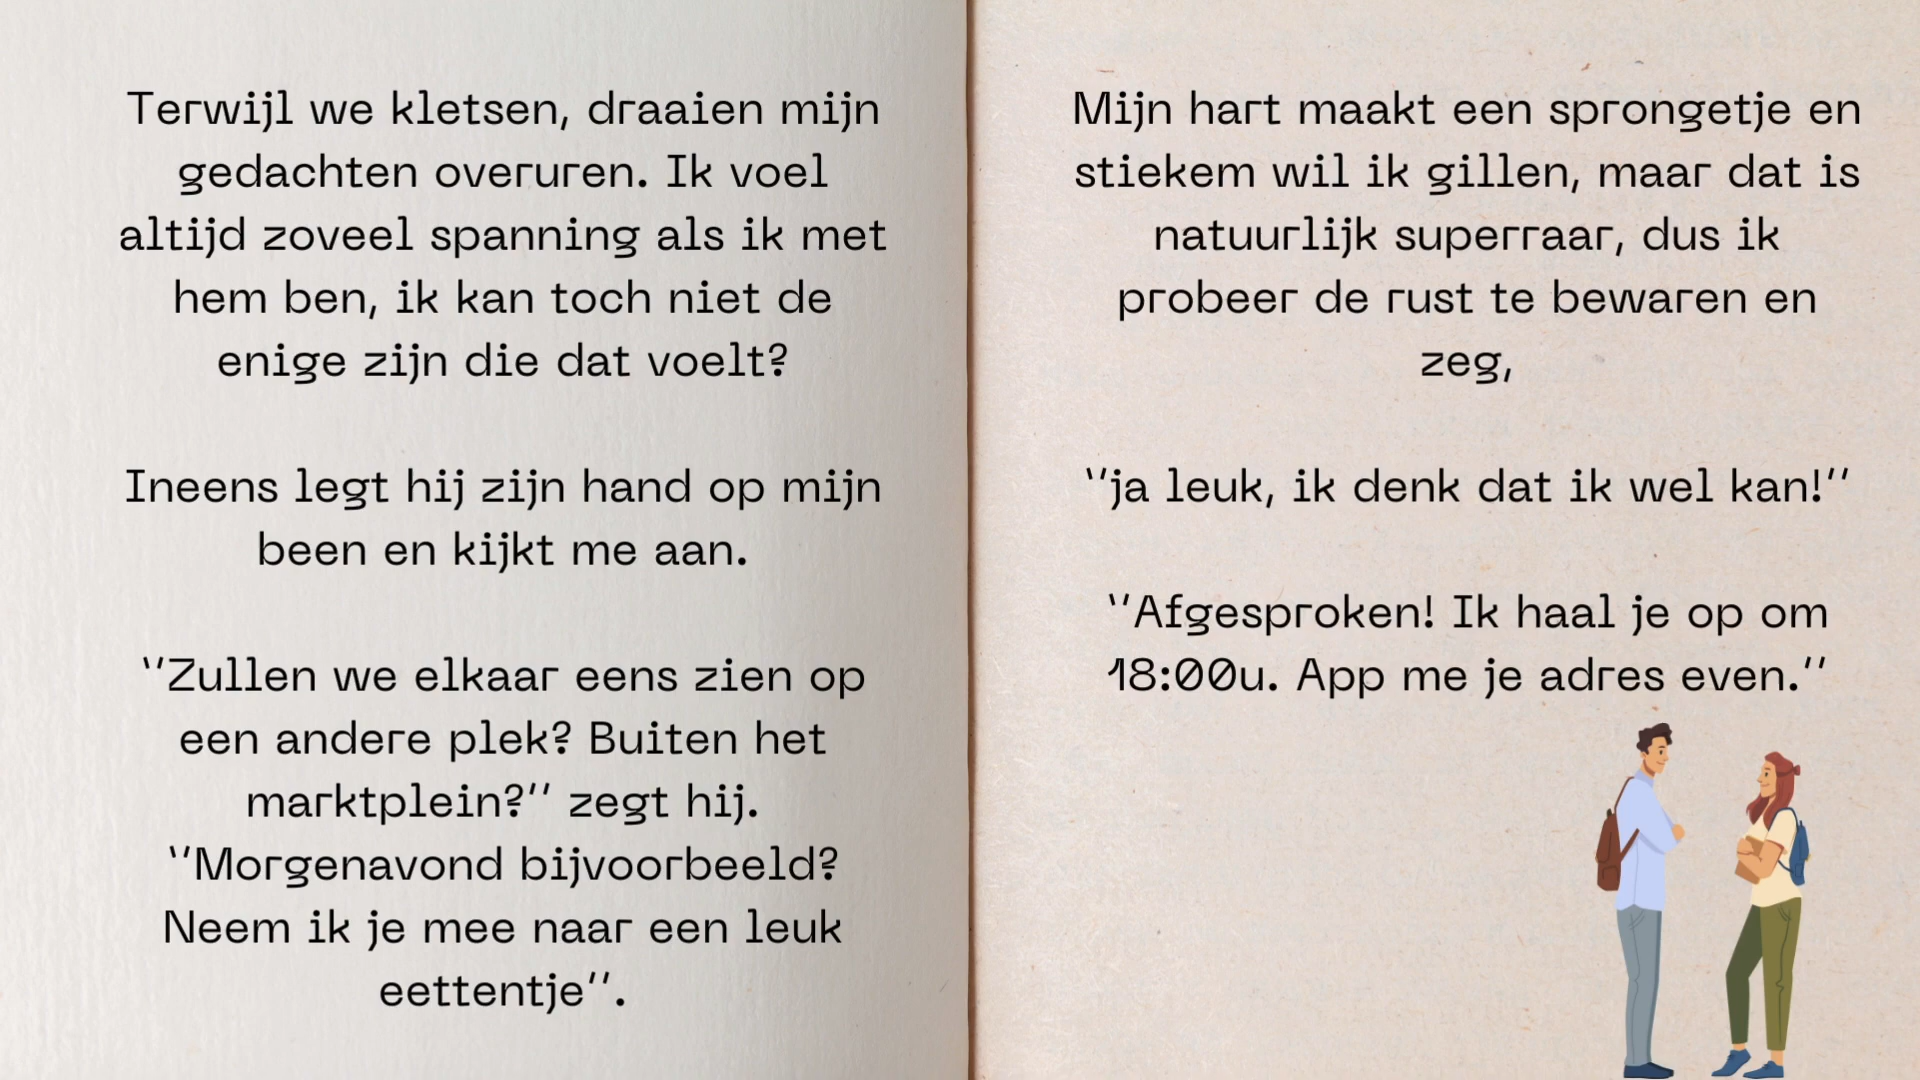 Terwijl we kletsen, draaien mijn
gedachten overuren. Ik voel
altijd zoveel spanning als ik met
hem ben, ik kan toch niet de
enige zijn die dat voelt?
Ineens legt hij zijn hand op mijn
been en kijkt me aan.
‘’Zullen we elkaar eens zien op
een andere plek? Buiten het
marktplein?’’ zegt hij.
‘’Morgenavond bijvoorbeeld?
Neem ik je mee naar een leuk
eettentje’’.
Mijn hart maakt een sprongetje en
stiekem wil ik gillen, maar dat is
natuurlijk superraar, dus ik
probeer de rust te bewaren en
zeg,
‘’ja leuk, ik denk dat ik wel kan!’’
‘’Afgesproken! Ik haal je op om
18:00u. App me je adres even.’’